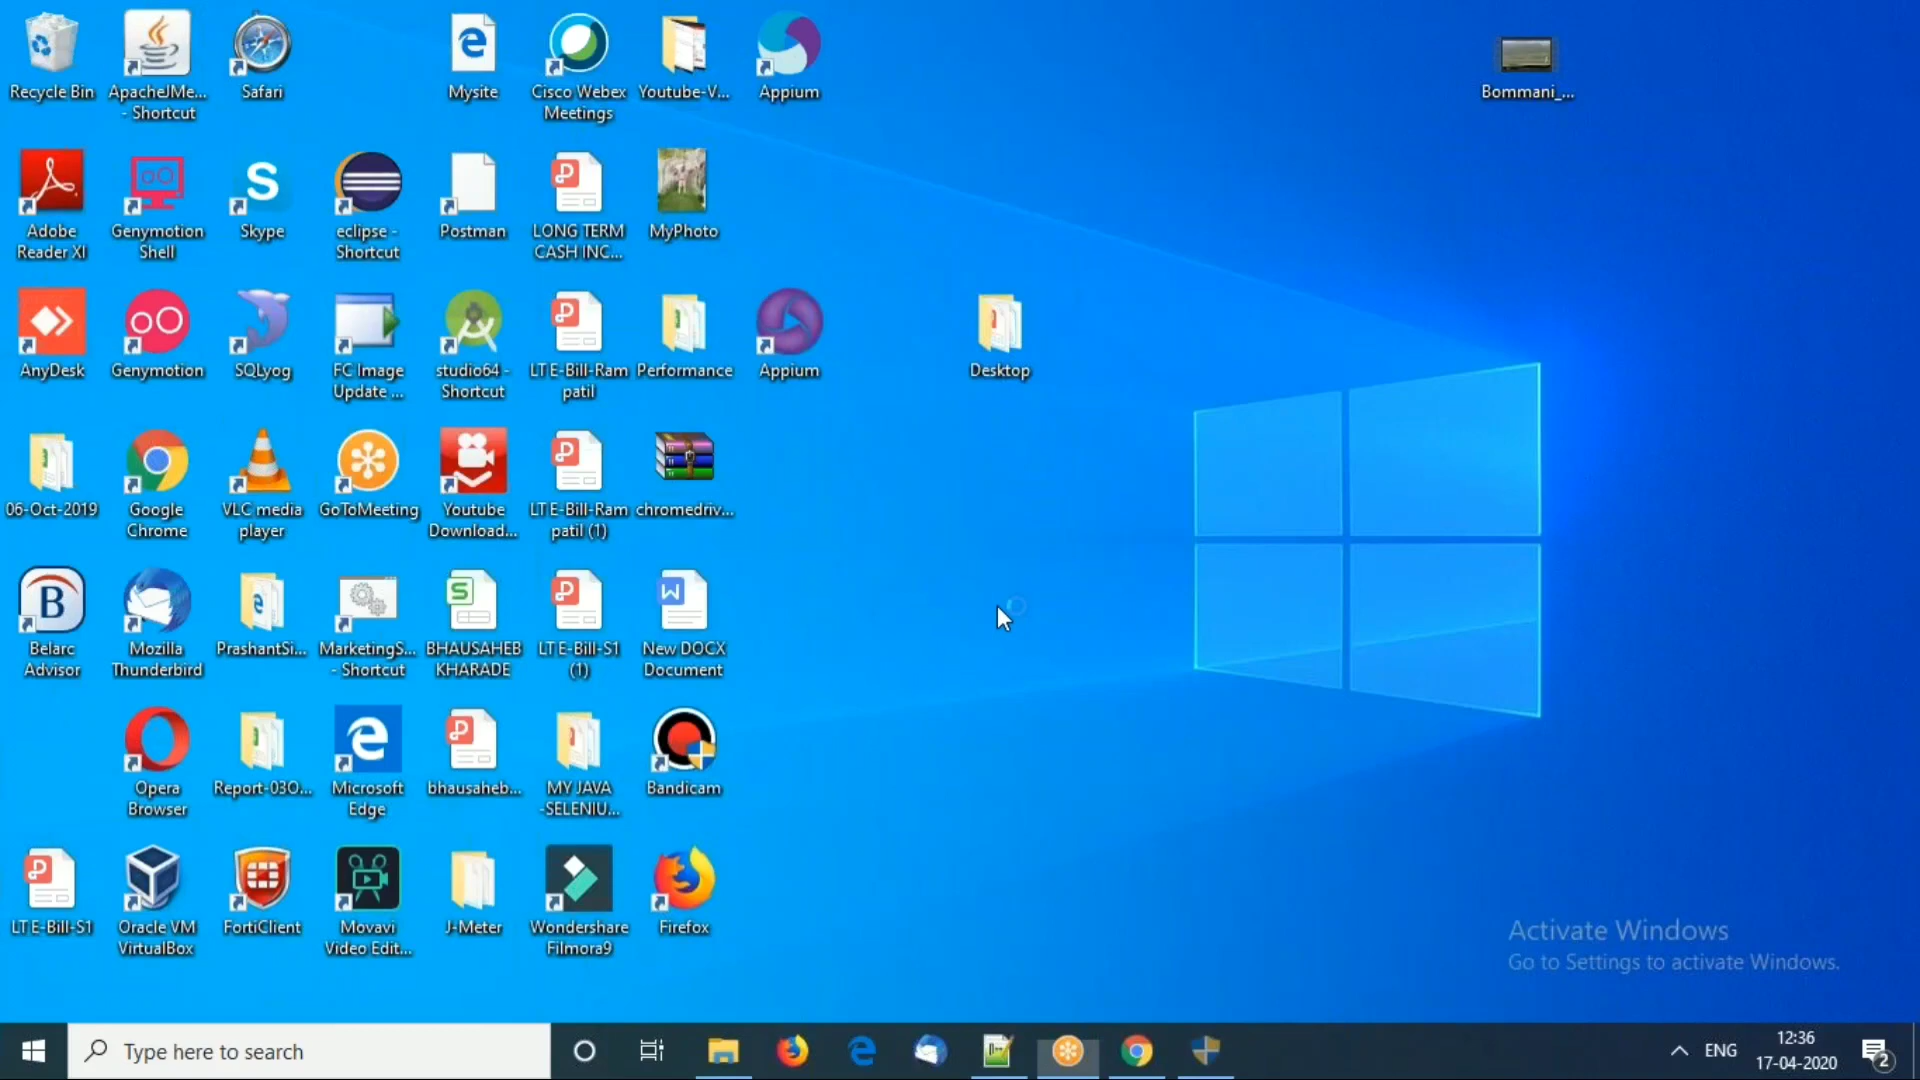 Recycle Bin
ApacheJMe...
- Shortcut
Safari
Mysite
Cisco Webex
Meetings
Youtube-V...
Appium
Bommani_...
Adobe
Reader XI
Genymotion
Shell
Skype
eclipse -
Shortcut
Postman
LONG TERM
CASH INC...
MyPhoto
AnyDesk
Genymotion
SQLyog
FC Image
Update ...
studio64 -
Shortcut
LT E-Bill-Ram
patil
Performance
Appium
Desktop
06-Oct-2019
Google
Chrome
VLC media
player
GoToMeeting
Youtube
Download...
LT E-Bill-Ram
patil (1)
chromedriv...
Belarc
Advisor
Mozilla
Thunderbird
PrashantSi...
MarketingS...
- Shortcut
BHAUSAHEB
KHARADE
LT E-Bill-S1
(1)
New DOCX
Document
Opera
Browser
Report-03O...
Microsoft
Edge
bhausaheb...
MY JAVA
-SELENIU...
Bandicam
LT E-Bill-S1
Oracle VM
VirtualBox
FortiClient
Movavi
Video Edit...
J-Meter
Wondershare
Filmora9
Firefox
Activate Windows
Go to Settings to activate Windows.
Type here to search
ENG
12:36
17-04-2020
2